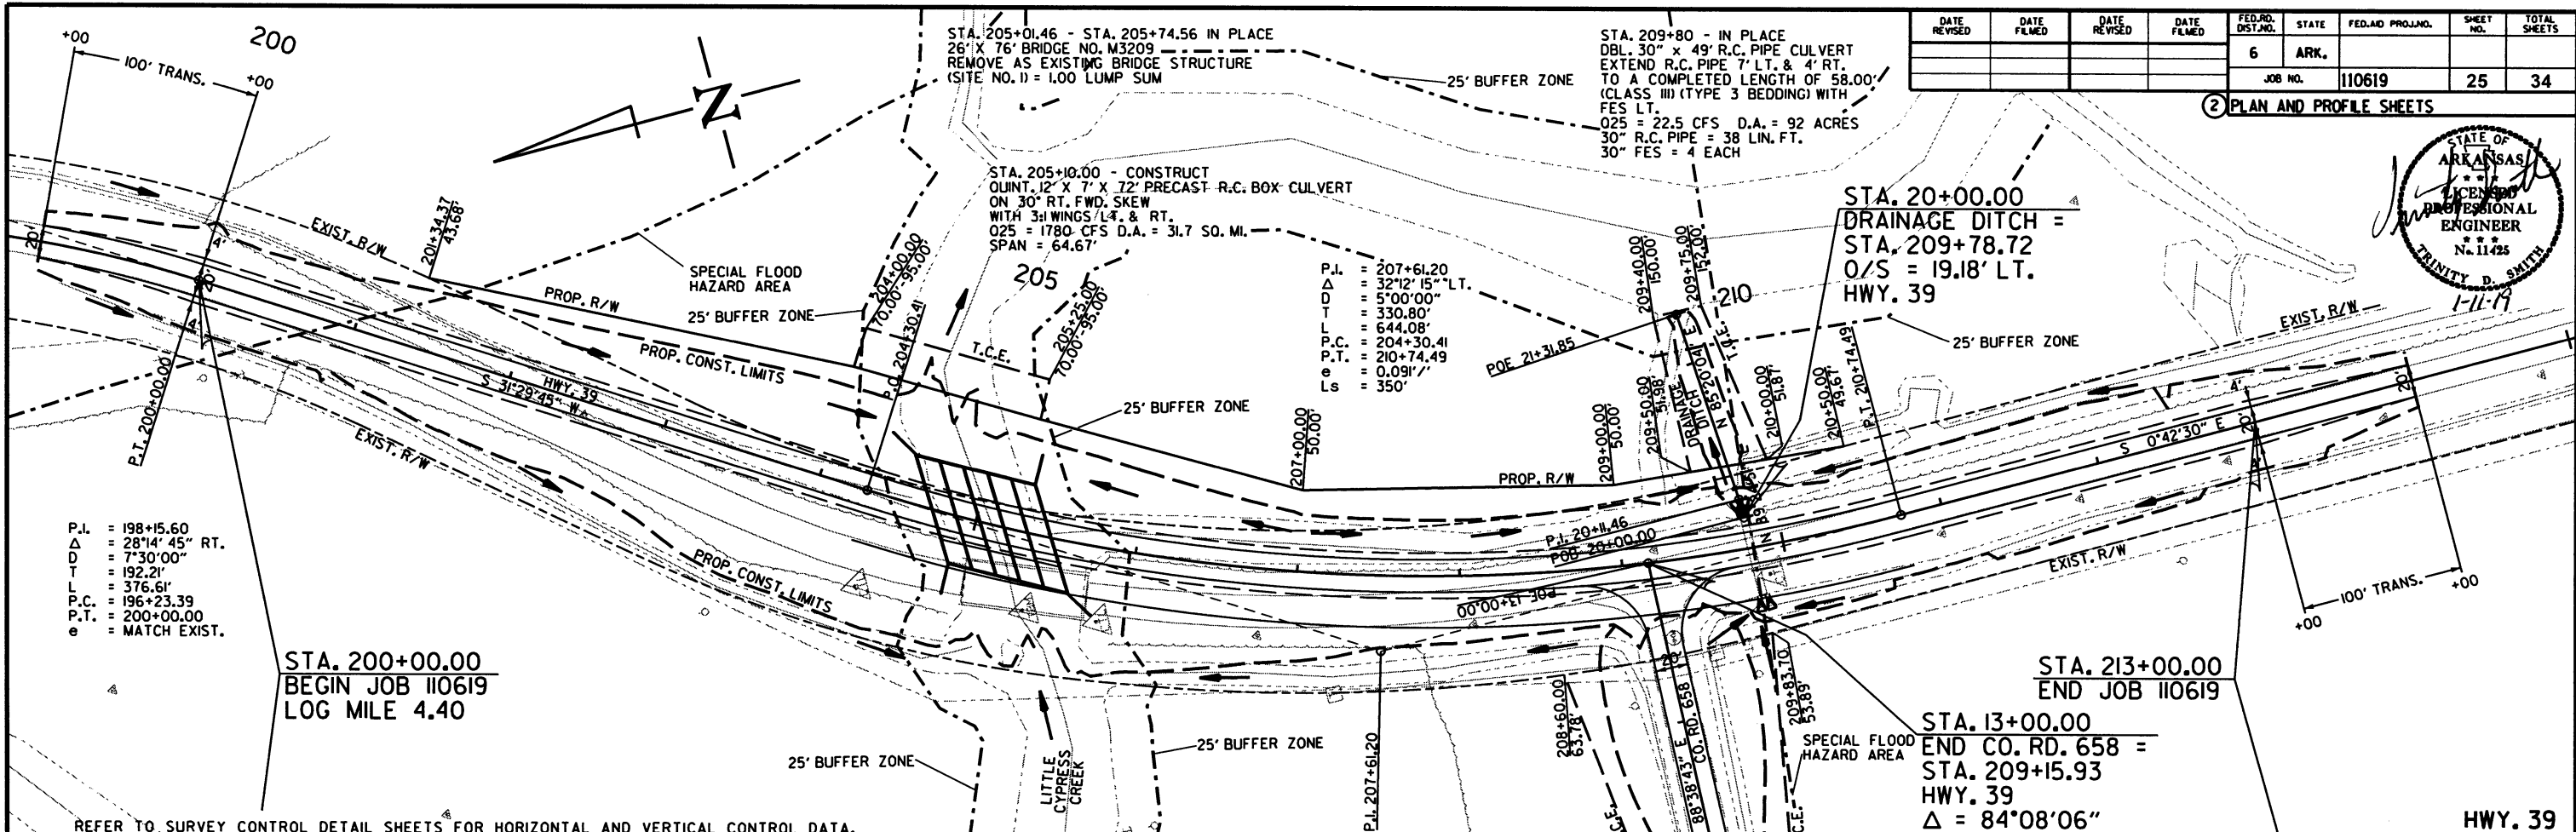 +00
200
100' TRANS.
+00
STA. 205+01.46 - STA. 205+74.56 IN PLACE
26' X 76' BRIDGE NO. M3209
REMOVE AS EXISTING BRIDGE STRUCTURE
(SITE NO. 1) = 1.00 LUMP SUM
25' BUFFER ZONE
STA. 209+80 - IN PLACE
DBL. 30" x 49' R.C. PIPE CULVERT
EXTEND R.C. PIPE 7' LT. & 4' RT.
TO A COMPLETED LENGTH OF 58.00'
(CLASS III) (TYPE 3 BEDDING) WITH
FES LT.
Q25 = 22.5 CFS D.A. = 92 ACRES
30" R.C. PIPE = 38 LIN. FT.
30" FES = 4 EACH
DATE REVISED
DATE FILMED
DATE REVISED
DATE FILMED
FED.RD. DIST.NO.
STATE
FED.AID PROJ.NO.
SHEET NO.
TOTAL SHEETS
6
ARK.
JOB NO.
110619
25
34
2 PLAN AND PROFILE SHEETS
STATE OF
ARKANSAS
LICENSED
PROFESSIONAL
ENGINEER
No. 11425
TRINITY D. SMITH
1-11-19
N
STA. 205+10.00 - CONSTRUCT
QUINT. 12' X 7' X 72' PRECAST R.C. BOX CULVERT
ON 30° RT. FWD. SKEW
WITH 3:1 WINGS LT. & RT.
Q25 = 1780 CFS D.A. = 31.7 SQ. MI.
SPAN = 64.67'
STA. 20+00.00
DRAINAGE DITCH =
STA. 209+78.72
O/S = 19.18' LT.
HWY. 39
EXIST. R/W
201+34.37
43.68'
SPECIAL FLOOD
HAZARD AREA
PROP. R/W
25' BUFFER ZONE
204+00.00
70.00'-95.00'
P.C. 204+30.41
205
T.C.E.
205+25.00
70.00'-95.00'
P.I. = 207+61.20
Δ = 32°12'15" LT.
D = 5°00'00"
T = 330.80'
L = 644.08'
P.C. = 204+30.41
P.T. = 210+74.49
e = 0.091'/'
Ls = 350'
209+40.00
150.00'
209+75.00
152.00'
210
T.C.E.
POE 21+31.85
25' BUFFER ZONE
EXIST. R/W
20'
4'
20'
4'
PROP. CONST. LIMITS
HWY. 39
S 31°29'45" W
P.T. 200+00.00
EXIST. R/W
25' BUFFER ZONE
207+00.00
50.00'
209+00.00
50.00'
PROP. R/W
209+50.00
51.98'
DRAINAGE
DITCH
210+00.00
51.87'
210+50.00
49.67'
P.T. 210+74.49
S 0°42'30" E
4'
20'
20'
P.I. 20+11.46
POB 20+00.00
POE 13+00.00
PROP. CONST. LIMITS
EXIST. R/W
100' TRANS.
+00
+00
P.I. = 198+15.60
Δ = 28°14'45" RT.
D = 7°30'00"
T = 192.21'
L = 376.61'
P.C. = 196+23.39
P.T. = 200+00.00
e = MATCH EXIST.
STA. 200+00.00
BEGIN JOB 110619
LOG MILE 4.40
25' BUFFER ZONE
LITTLE
CYPRESS
CREEK
25' BUFFER ZONE
P.I. 207+61.20
208+60.00
63.78'
88°38'43" E
CO. RD. 658
209+83.70
53.89'
SPECIAL FLOOD
HAZARD AREA
STA. 213+00.00
END JOB 110619
STA. 13+00.00
END CO. RD. 658 =
STA. 209+15.93
HWY. 39
Δ = 84°08'06"
REFER TO SURVEY CONTROL DETAIL SHEETS FOR HORIZONTAL AND VERTICAL CONTROL DATA.
HWY. 39